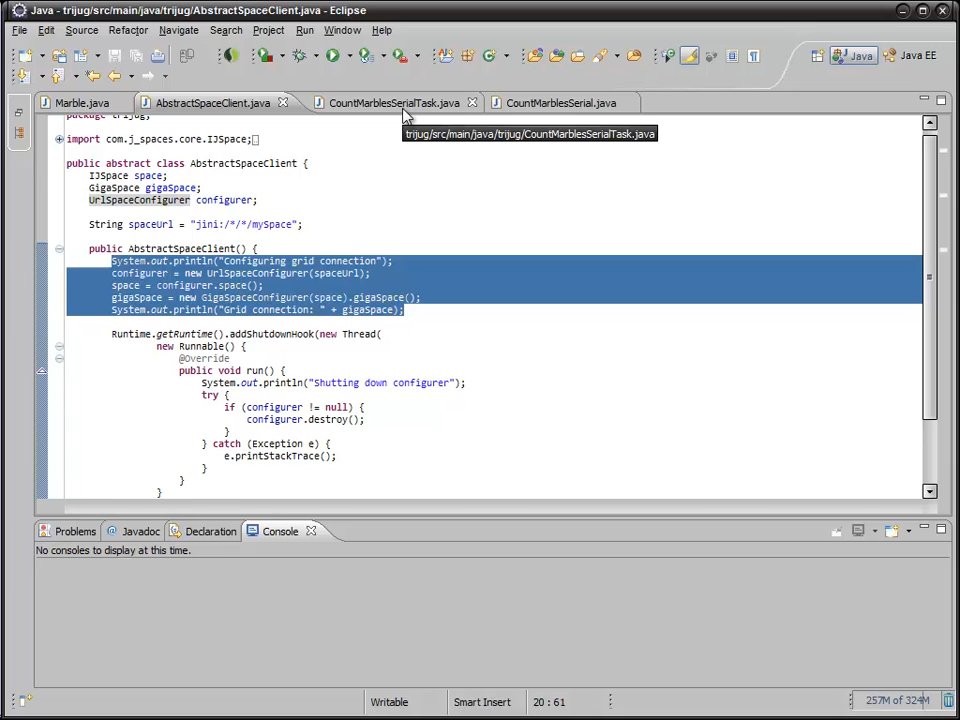 Java - trijug/src/main/java/trijug/AbstractSpaceClient.java - Eclipse
File Edit Source Refactor Navigate Search Project Run Window Help
Java Java EE
Marble.java AbstractSpaceClient.java CountMarblesSerialTask.java CountMarblesSerial.java
package trijug;
trijug/src/main/java/trijug/CountMarblesSerialTask.java
import com.j_spaces.core.IJSpace;
public abstract class AbstractSpaceClient {
IJSpace space;
GigaSpace gigaSpace;
UrlSpaceConfigurer configurer;
String spaceUrl = "jini:/*/*/mySpace";
public AbstractSpaceClient() {
System.out.println("Configuring grid connection");
configurer = new UrlSpaceConfigurer(spaceUrl);
space = configurer.space();
gigaSpace = new GigaSpaceConfigurer(space).gigaSpace();
System.out.println("Grid connection: " + gigaSpace);
Runtime.getRuntime().addShutdownHook(new Thread(
new Runnable() {
@Override
public void run() {
System.out.println("Shutting down configurer");
try {
if (configurer != null) {
configurer.destroy();
}
} catch (Exception e) {
e.printStackTrace();
}
}
}
Problems @ Javadoc Declaration Console
No consoles to display at this time.
Writable Smart Insert 20 : 61 257M of 324M